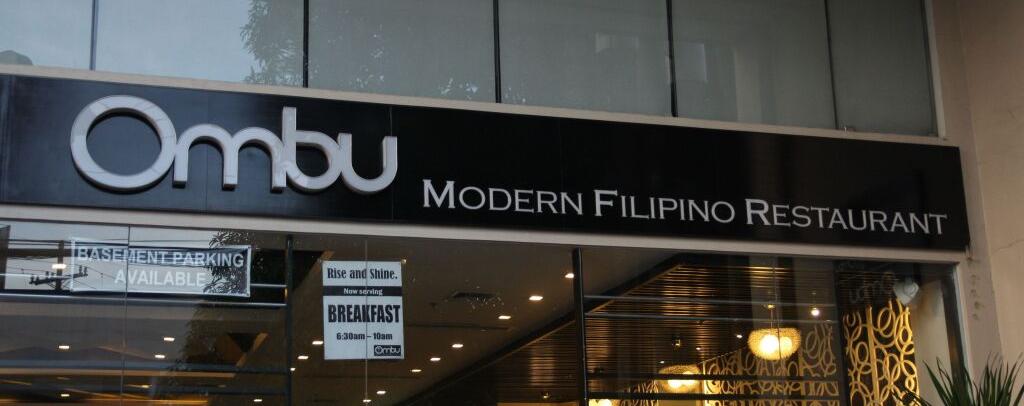 Ombu
MODERN FILIPINO RESTAURANT
BASEMENT PARKING
AVAILABLE
Rise and Shine.
Now serving
BREAKFAST
6:30am – 10am
Ombu